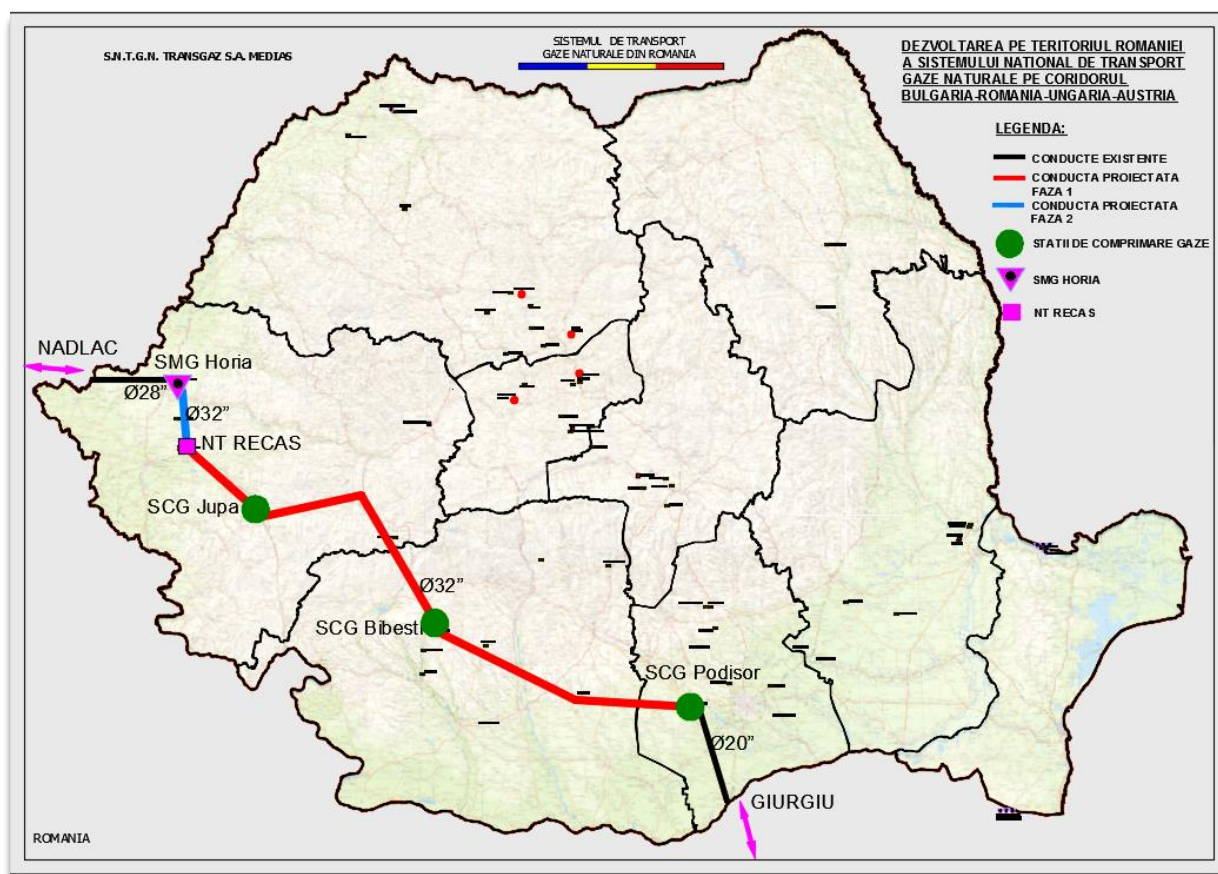 S.N.T.G.N. TRANSGAZ S.A. MEDIAS
SISTEMUL DE TRANSPORT
GAZE NATURALE DIN ROMANIA
DEZVOLTAREA PE TERITORIUL ROMANIEI
A SISTEMULUI NATIONAL DE TRANSPORT
GAZE NATURALE PE CORIDORUL
BULGARIA-ROMANIA-UNGARIA-AUSTRIA
LEGENDA:
CONDUCTE EXISTENTE
CONDUCTA PROIECTATA
FAZA 1
CONDUCTA PROIECTATA
FAZA 2
STATII DE COMPRIMARE GAZE
SMG HORIA
NT RECAS
NADLAC
SMG Horia
Ø28”
Ø32”
NT RECAS
SCG Jupa
Ø32”
SCG Bibesti
SCG Podisor
Ø20”
GIURGIU
ROMANIA